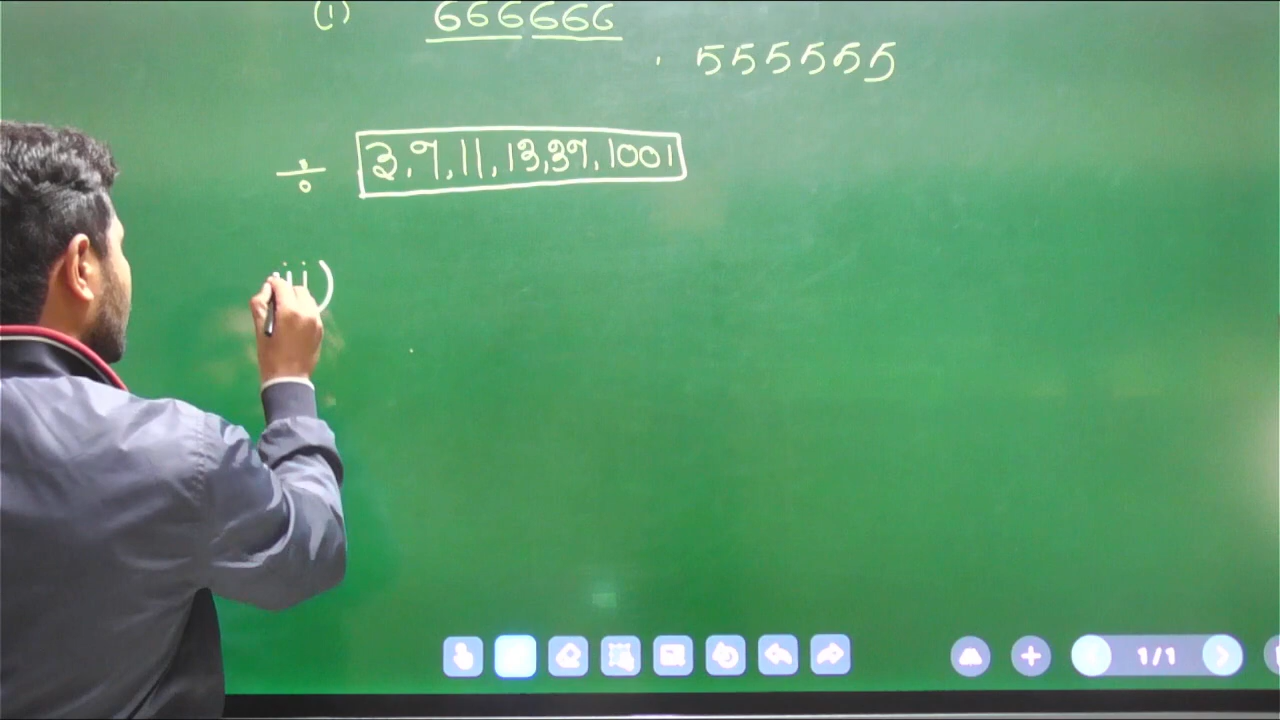 (i) 666666
555555
÷ 3, 7, 11, 13, 37, 1001
ii)
1/1